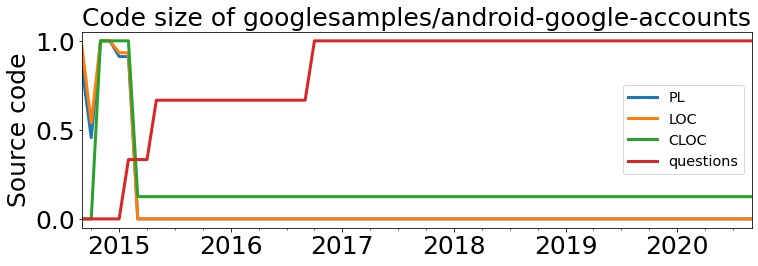 Code size of googlesamples/android-google-accounts
Source code
1.0
0.5
0.0
PL
LOC
CLOC
questions
2015 2016 2017 2018 2019 2020